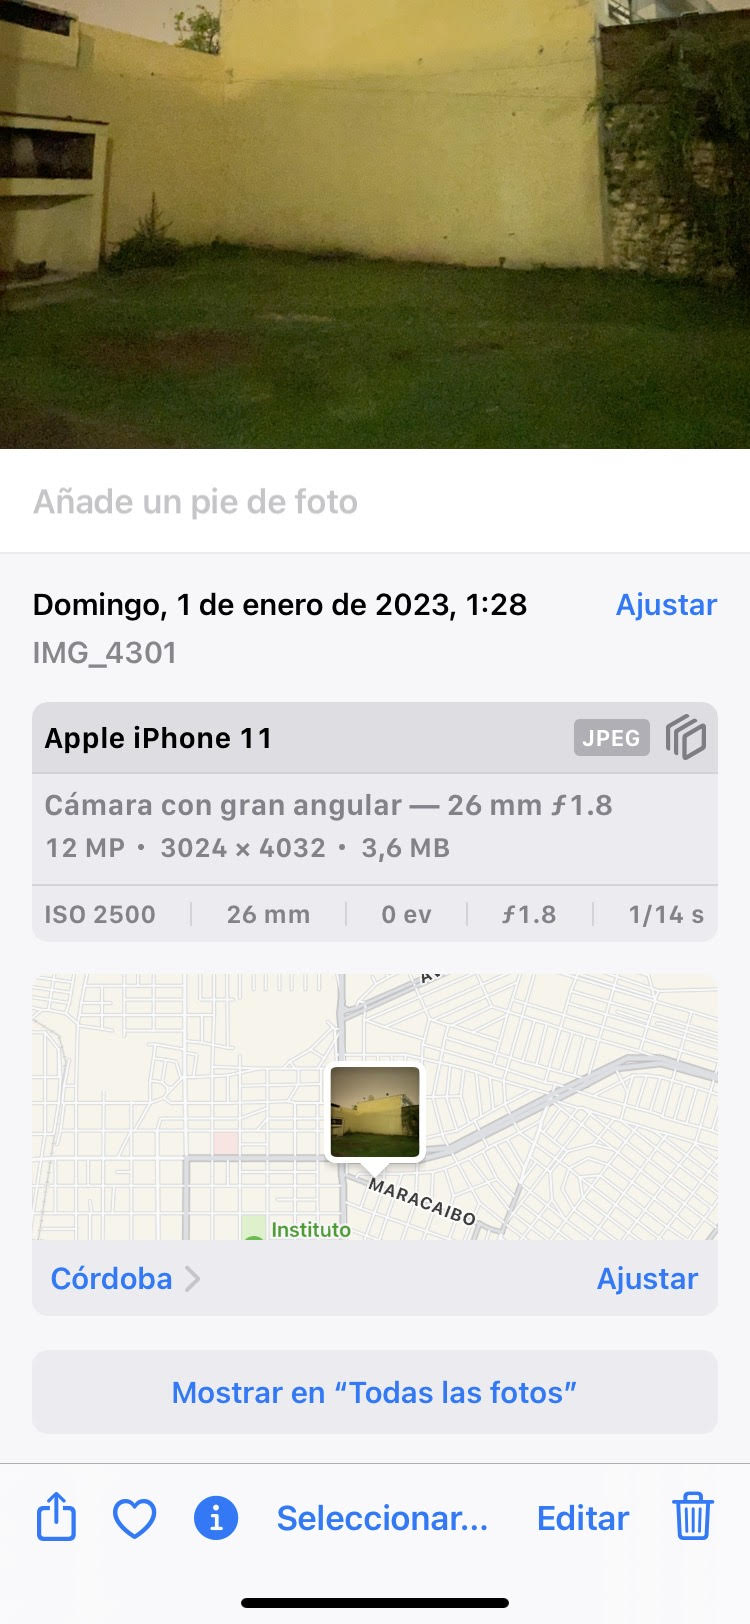 Añade un pie de foto
Domingo, 1 de enero de 2023, 1:28
Ajustar
IMG_4301
Apple iPhone 11
JPEG
Cámara con gran angular — 26 mm ƒ1.8
12 MP • 3024 × 4032 • 3,6 MB
ISO 2500
26 mm
0 ev
ƒ1.8
1/14 s
MARACAIBO
Instituto
Córdoba
Ajustar
Mostrar en “Todas las fotos”
Seleccionar...
Editar